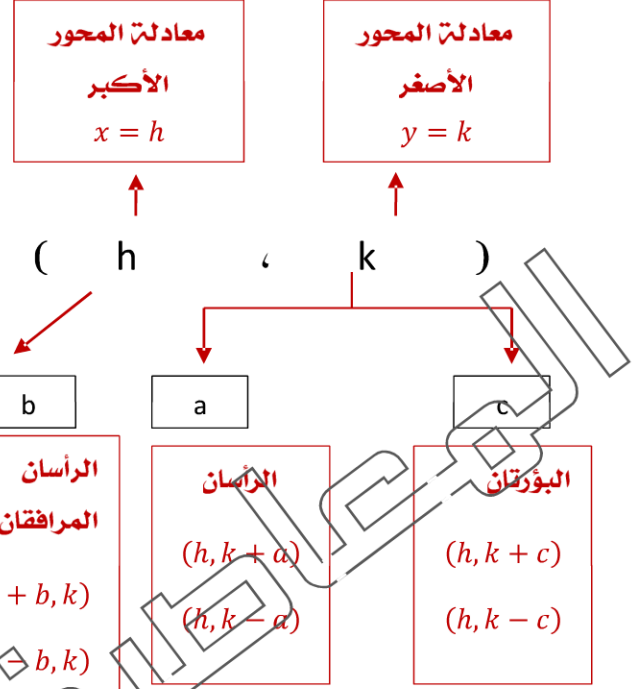 معادلة المحور
الأصغر
y = k
معادلة المحور
الأكبر
x = h
( h ، k )
b
a
c
الرأسان
المرافقان
+ b, k)
− b, k)
الرأسان
(h, k + a)
(h, k − a)
البؤرتان
(h, k + c)
(h, k − c)